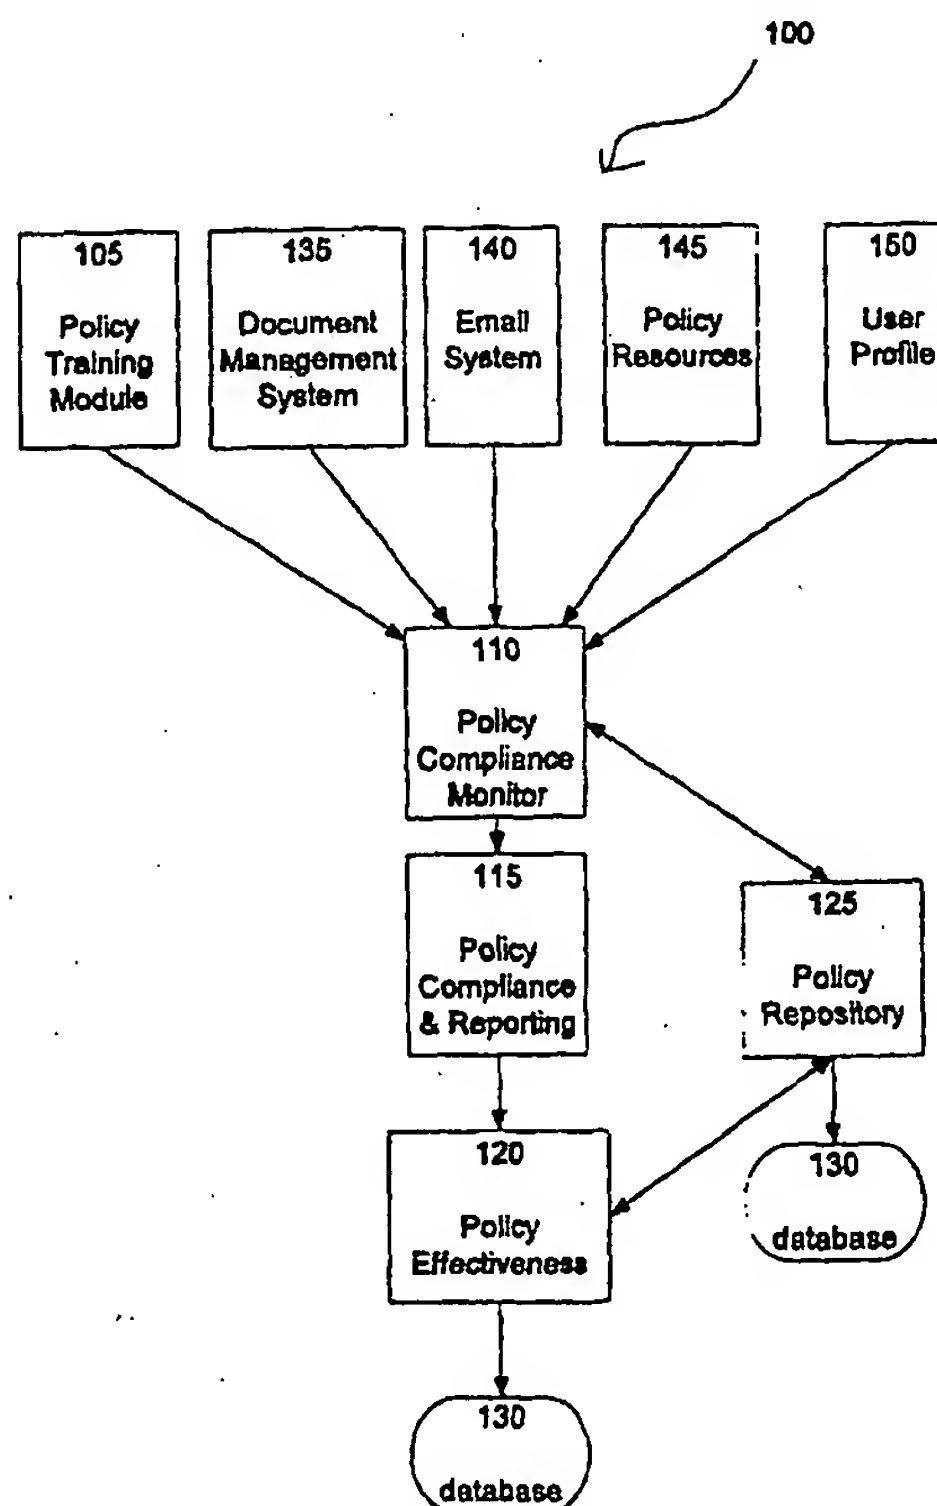 100
105
Policy
Training
Module
135
Document
Management
System
140
Email
System
145
Policy
Resources
150
User
Profile
110
Policy
Compliance
Monitor
115
Policy
Compliance
& Reporting
125
Policy
Repository
120
Policy
Effectiveness
130
database
130
database